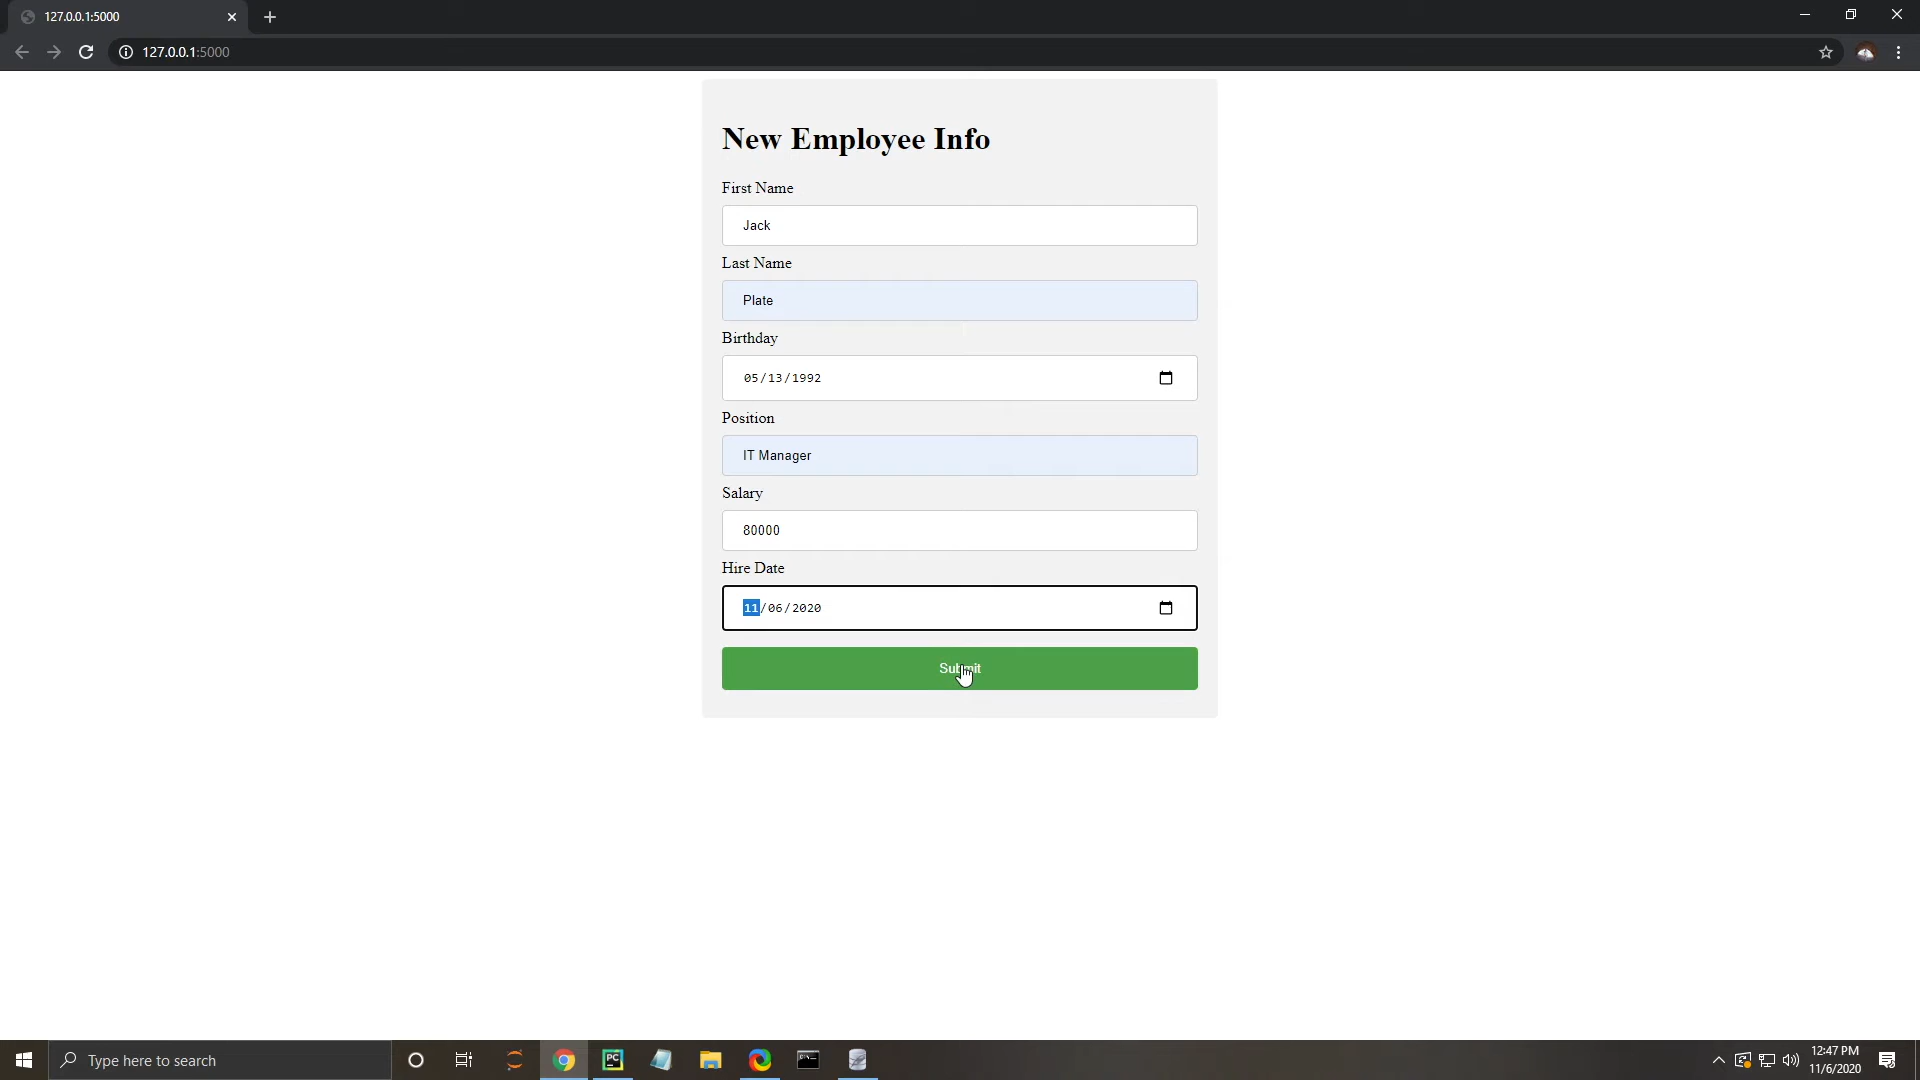 127.0.0.1:5000
127.0.0.1:5000
New Employee Info
First Name
Jack
Last Name
Plate
Birthday
05/13/1992
Position
IT Manager
Salary
80000
Hire Date
11/06/2020
Submit
Type here to search
PC
12:47 PM
11/6/2020